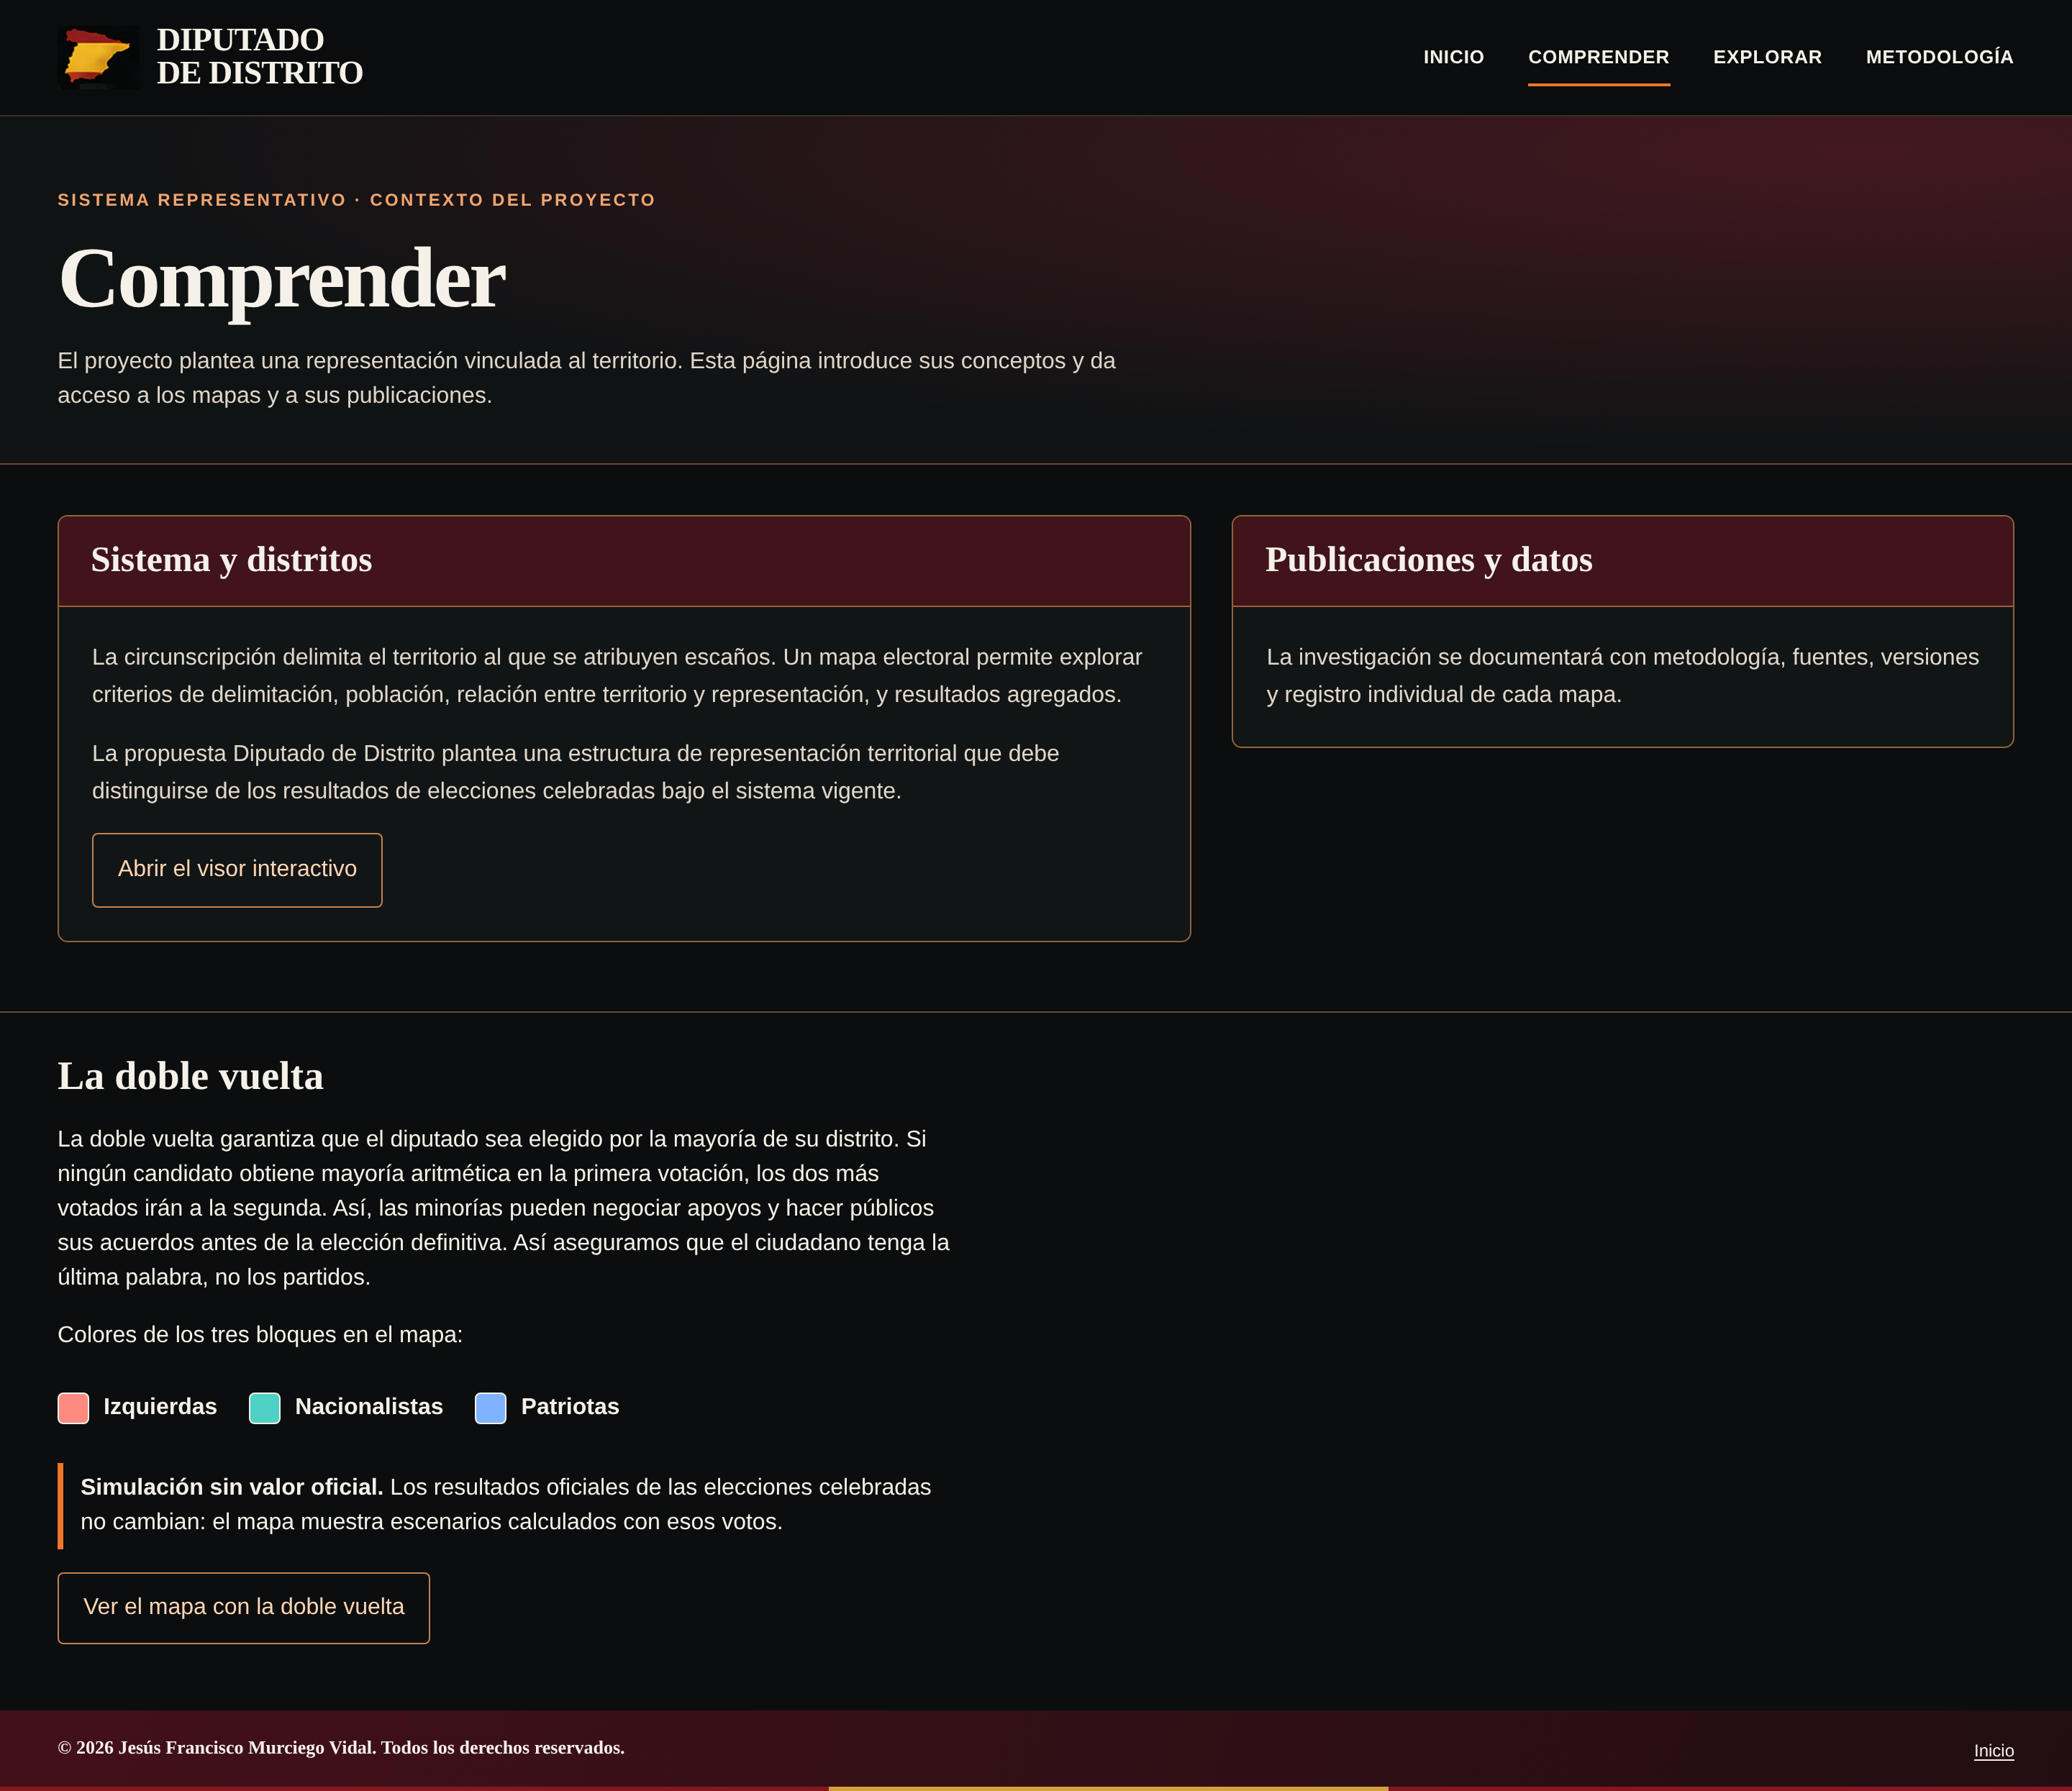 DIPUTADO
DE DISTRITO
INICIO
COMPRENDER
EXPLORAR
METODOLOGÍA
SISTEMA REPRESENTATIVO · CONTEXTO DEL PROYECTO
Comprender
El proyecto plantea una representación vinculada al territorio. Esta página introduce sus conceptos y da
acceso a los mapas y a sus publicaciones.
Sistema y distritos
La circunscripción delimita el territorio al que se atribuyen escaños. Un mapa electoral permite explorar
criterios de delimitación, población, relación entre territorio y representación, y resultados agregados.
La propuesta Diputado de Distrito plantea una estructura de representación territorial que debe
distinguirse de los resultados de elecciones celebradas bajo el sistema vigente.
Abrir el visor interactivo
Publicaciones y datos
La investigación se documentará con metodología, fuentes, versiones
y registro individual de cada mapa.
La doble vuelta
La doble vuelta garantiza que el diputado sea elegido por la mayoría de su distrito. Si
ningún candidato obtiene mayoría aritmética en la primera votación, los dos más
votados irán a la segunda. Así, las minorías pueden negociar apoyos y hacer públicos
sus acuerdos antes de la elección definitiva. Así aseguramos que el ciudadano tenga la
última palabra, no los partidos.
Colores de los tres bloques en el mapa:
Izquierdas
Nacionalistas
Patriotas
Simulación sin valor oficial. Los resultados oficiales de las elecciones celebradas
no cambian: el mapa muestra escenarios calculados con esos votos.
Ver el mapa con la doble vuelta
© 2026 Jesús Francisco Murciego Vidal. Todos los derechos reservados.
Inicio